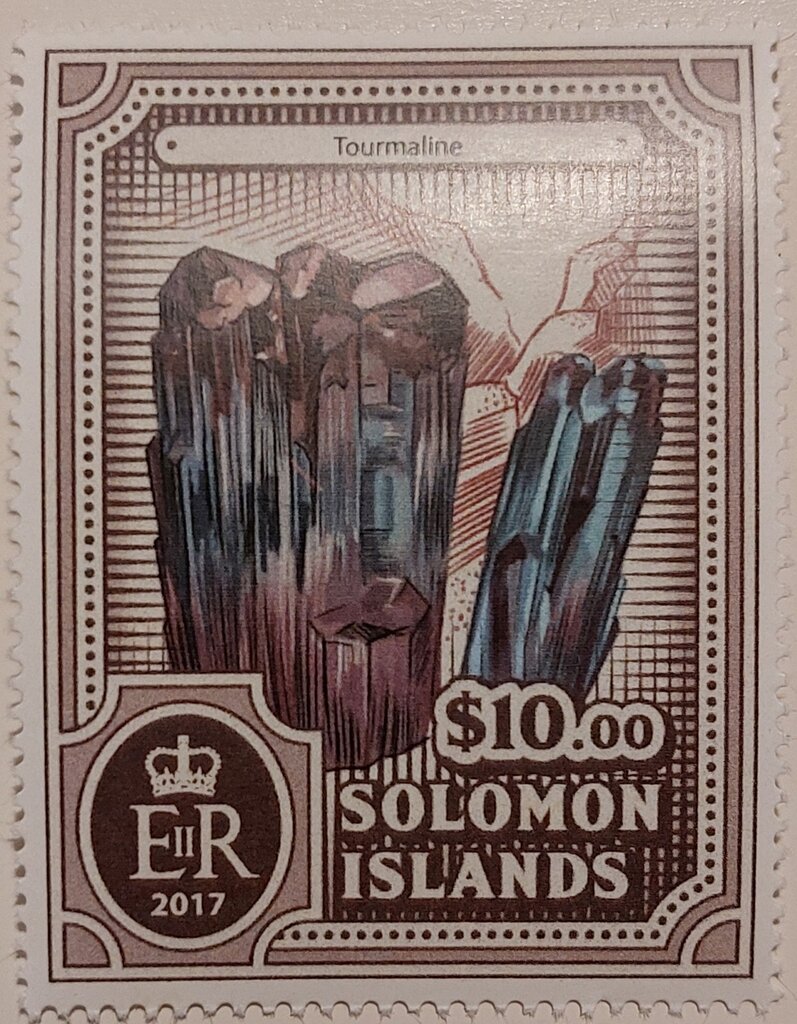 Tourmaline
$10.00
SOLOMON
ISLANDS
EIIR
2017